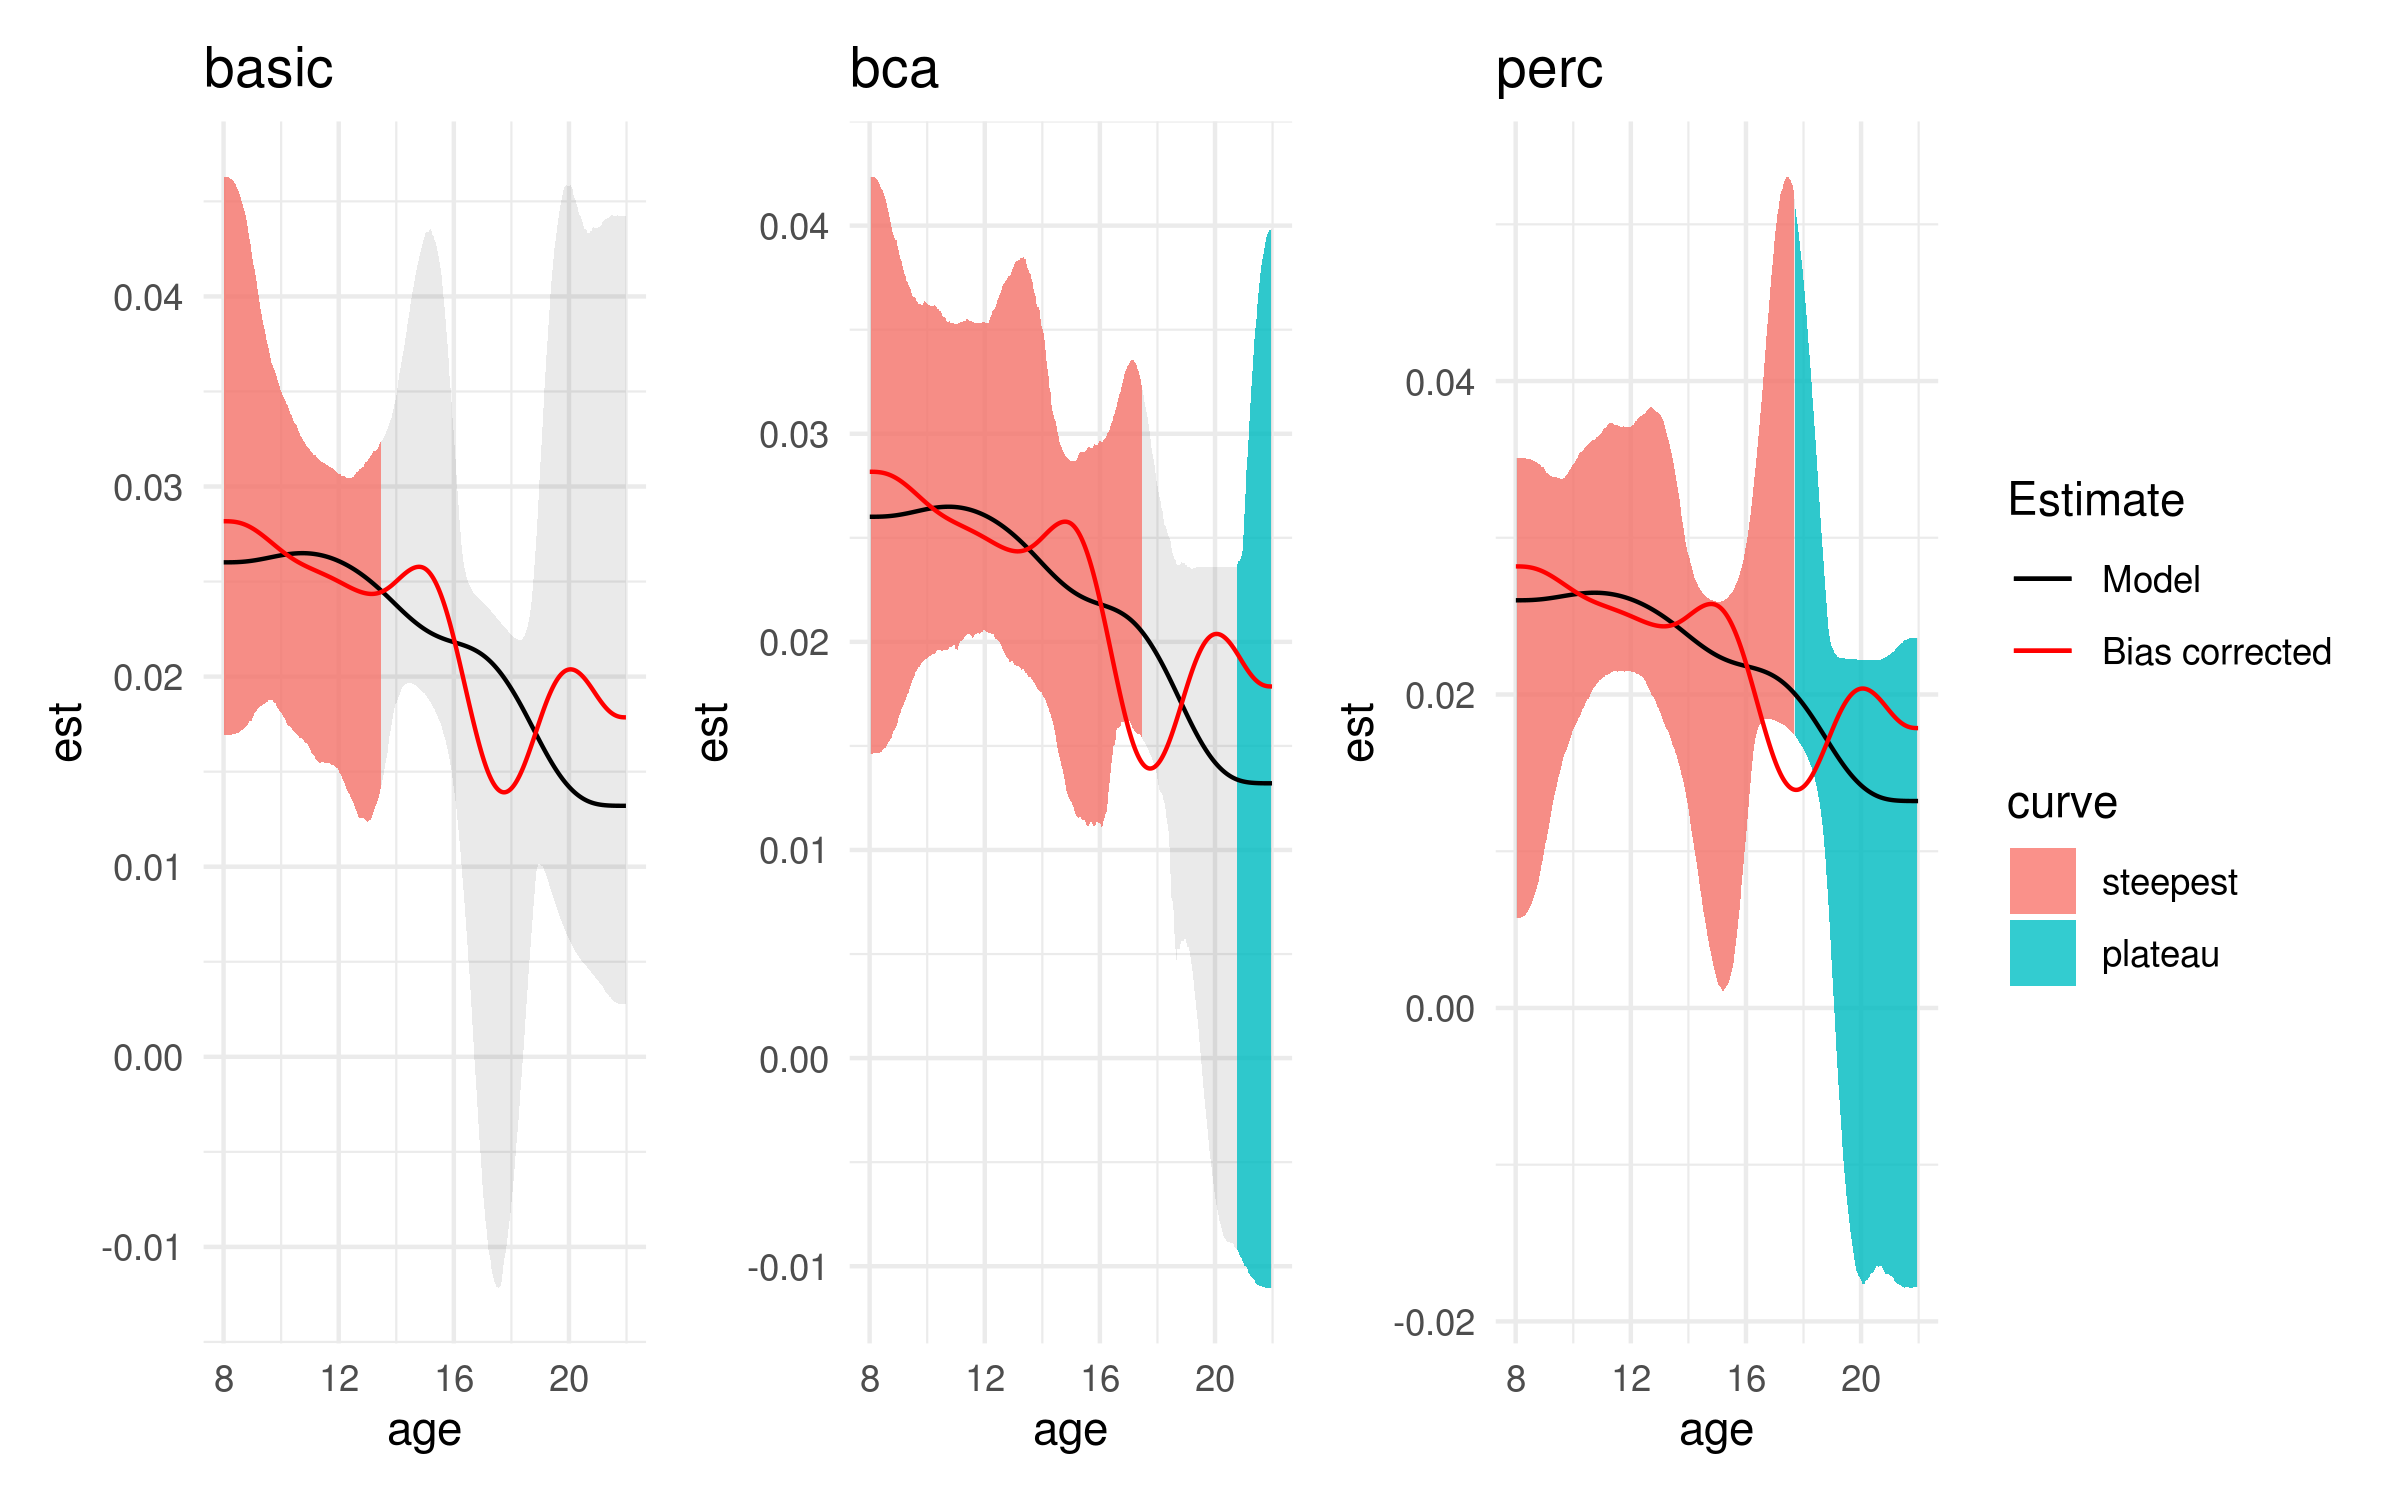 basic
bca
perc
est
0.04
0.03
0.02
0.01
0.00
-0.01
8 12 16 20
age
est
0.04
0.03
0.02
0.01
0.00
-0.01
8 12 16 20
age
est
0.04
0.02
0.00
-0.02
8 12 16 20
age
Estimate
Model
Bias corrected
curve
steepest
plateau